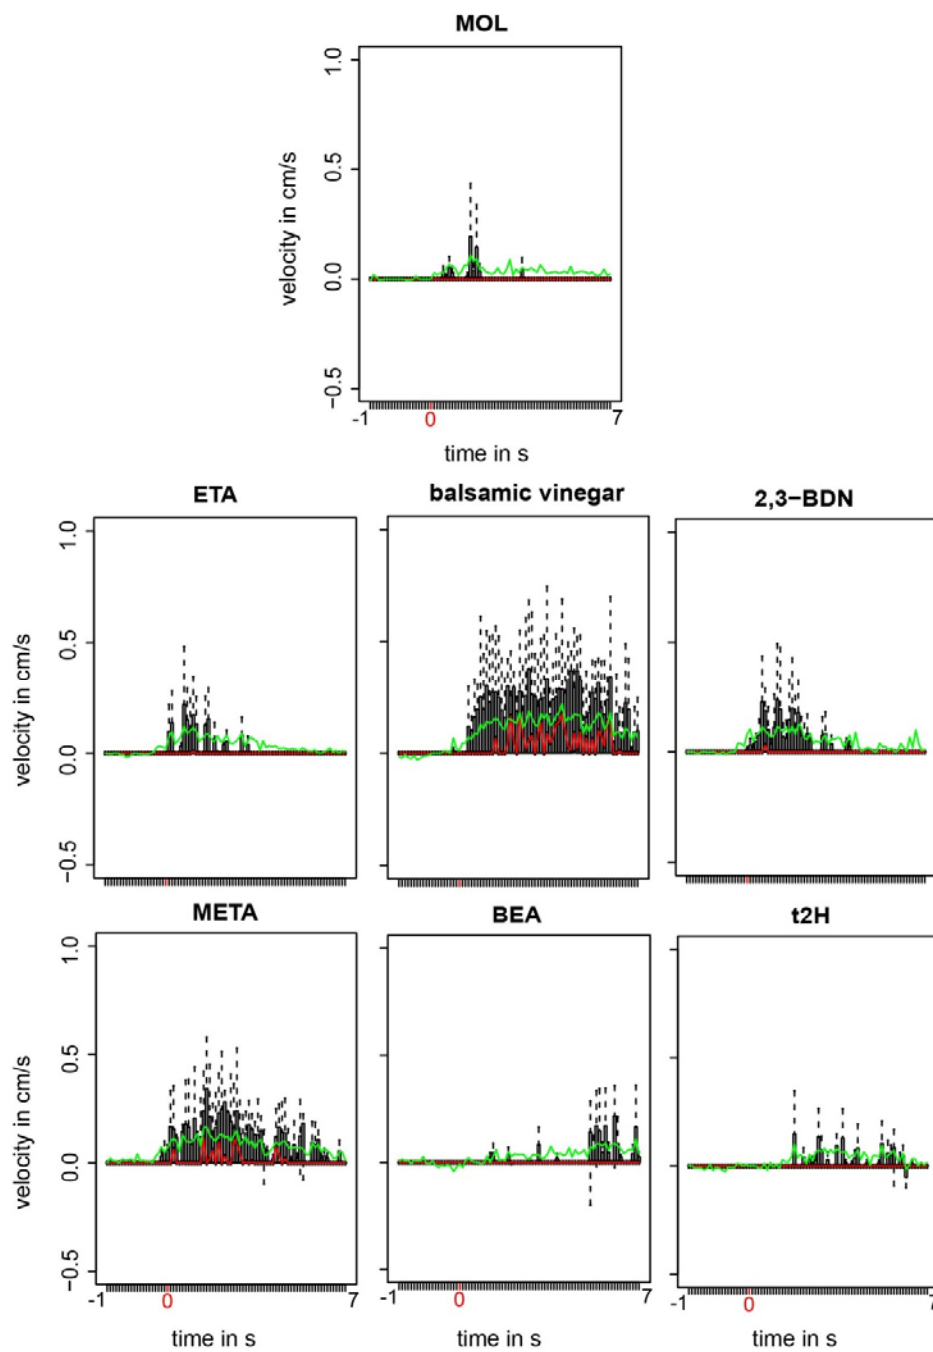 MOL
1.0
0.5
0.0
−0.5
velocity in cm/s
-1 0 7
time in s
ETA balsamic vinegar 2,3−BDN
1.0
0.5
0.0
−0.5
velocity in cm/s
META BEA t2H
1.0
0.5
0.0
−0.5
velocity in cm/s
-1 0 7 -1 0 7 -1 0 7
time in s time in s time in s